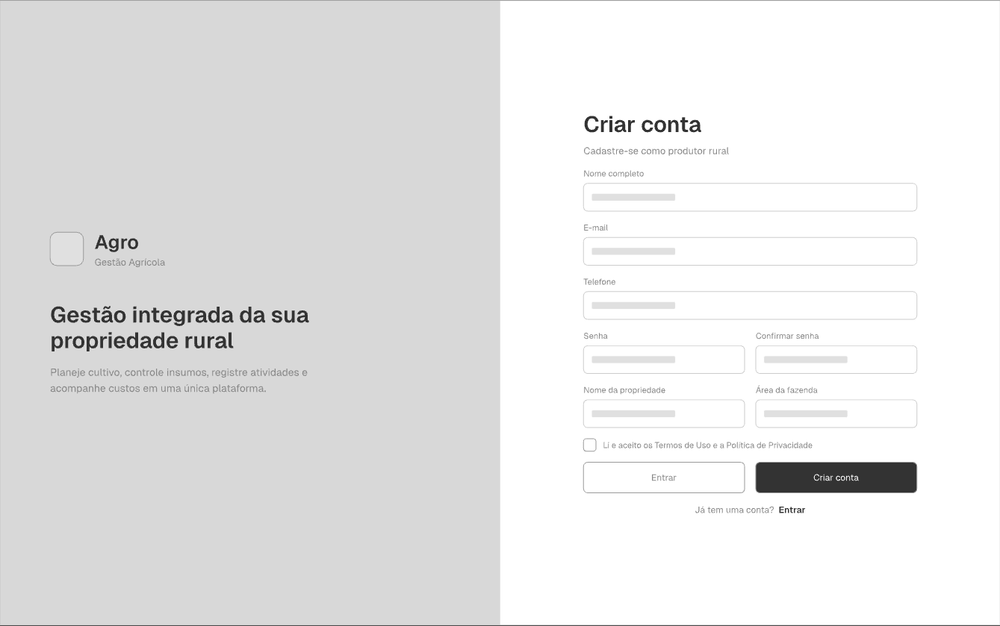 Agro
Gestão Agrícola
Gestão integrada da sua
propriedade rural
Planeje cultivo, controle insumos, registre atividades e
acompanhe custos em uma única plataforma.
Criar conta
Cadastre-se como produtor rural
Nome completo
E-mail
Telefone
Senha
Confirmar senha
Nome da propriedade
Área da fazenda
Li e aceito os Termos de Uso e a Política de Privacidade
Entrar
Criar conta
Já tem uma conta? Entrar